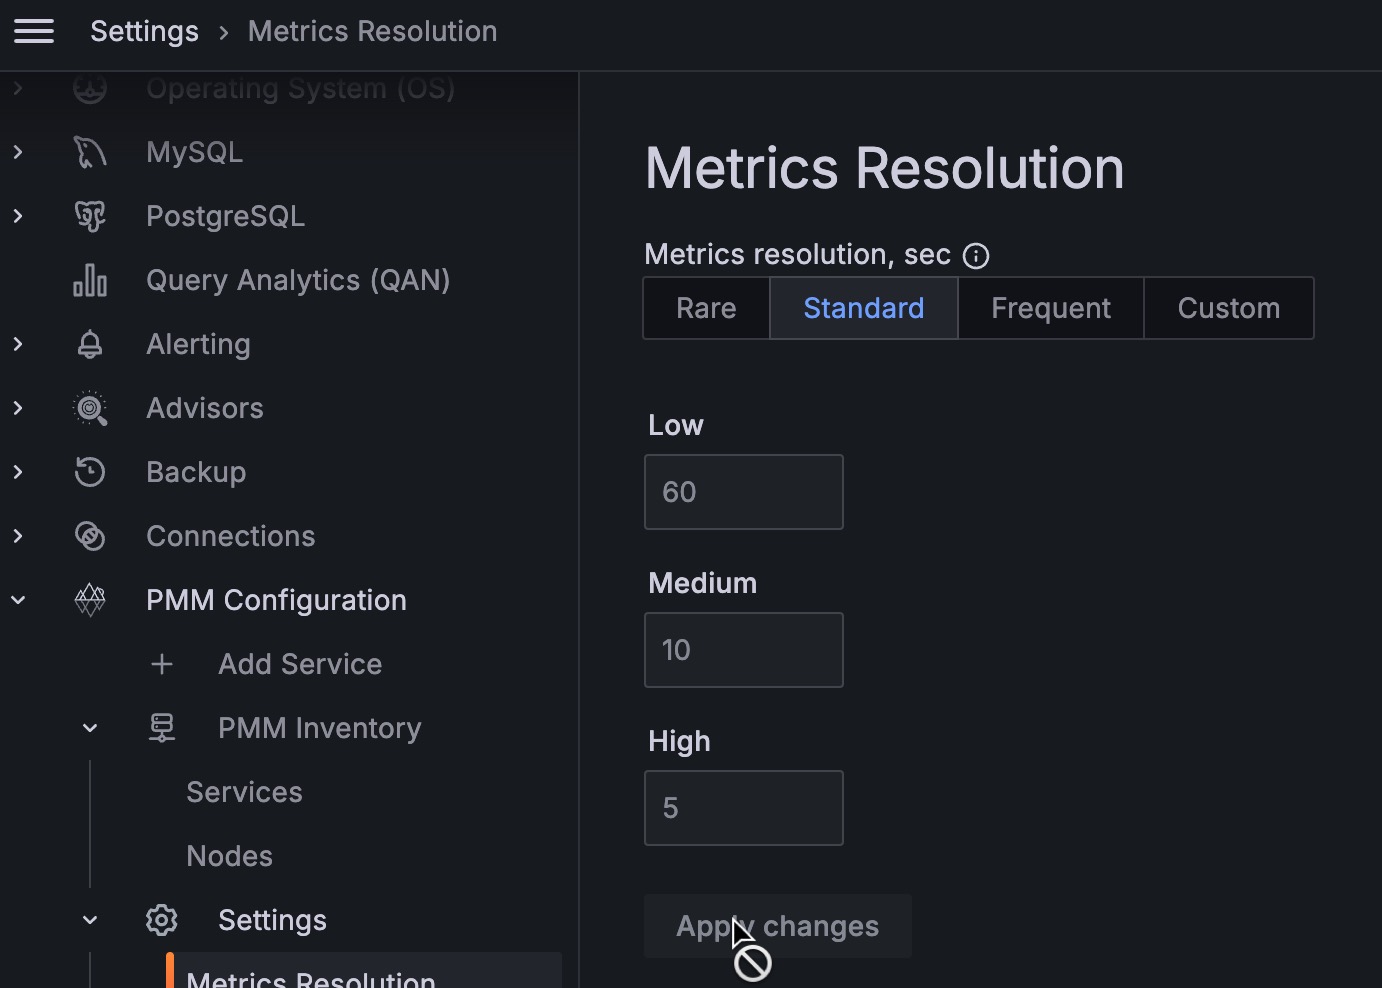 Settings › Metrics Resolution
Operating System (OS)
MySQL
PostgreSQL
Query Analytics (QAN)
Alerting
Advisors
Backup
Connections
PMM Configuration
Add Service
PMM Inventory
Services
Nodes
Settings
Metrics Resolution
Metrics Resolution
Metrics resolution, sec
Rare Standard Frequent Custom
Low
60
Medium
10
High
5
Apply changes